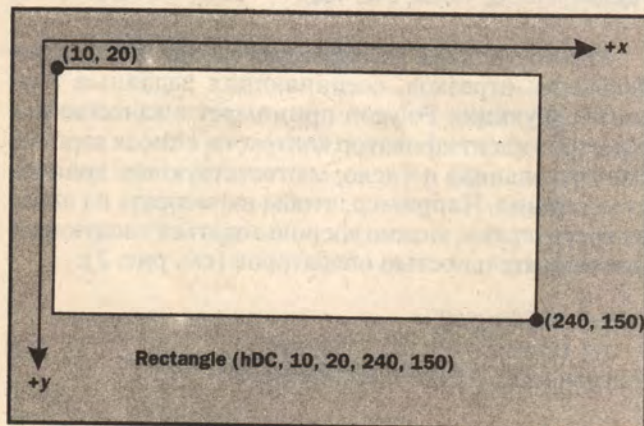 +x
(10, 20)
(240, 150)
Rectangle (hDC, 10, 20, 240, 150)
+y